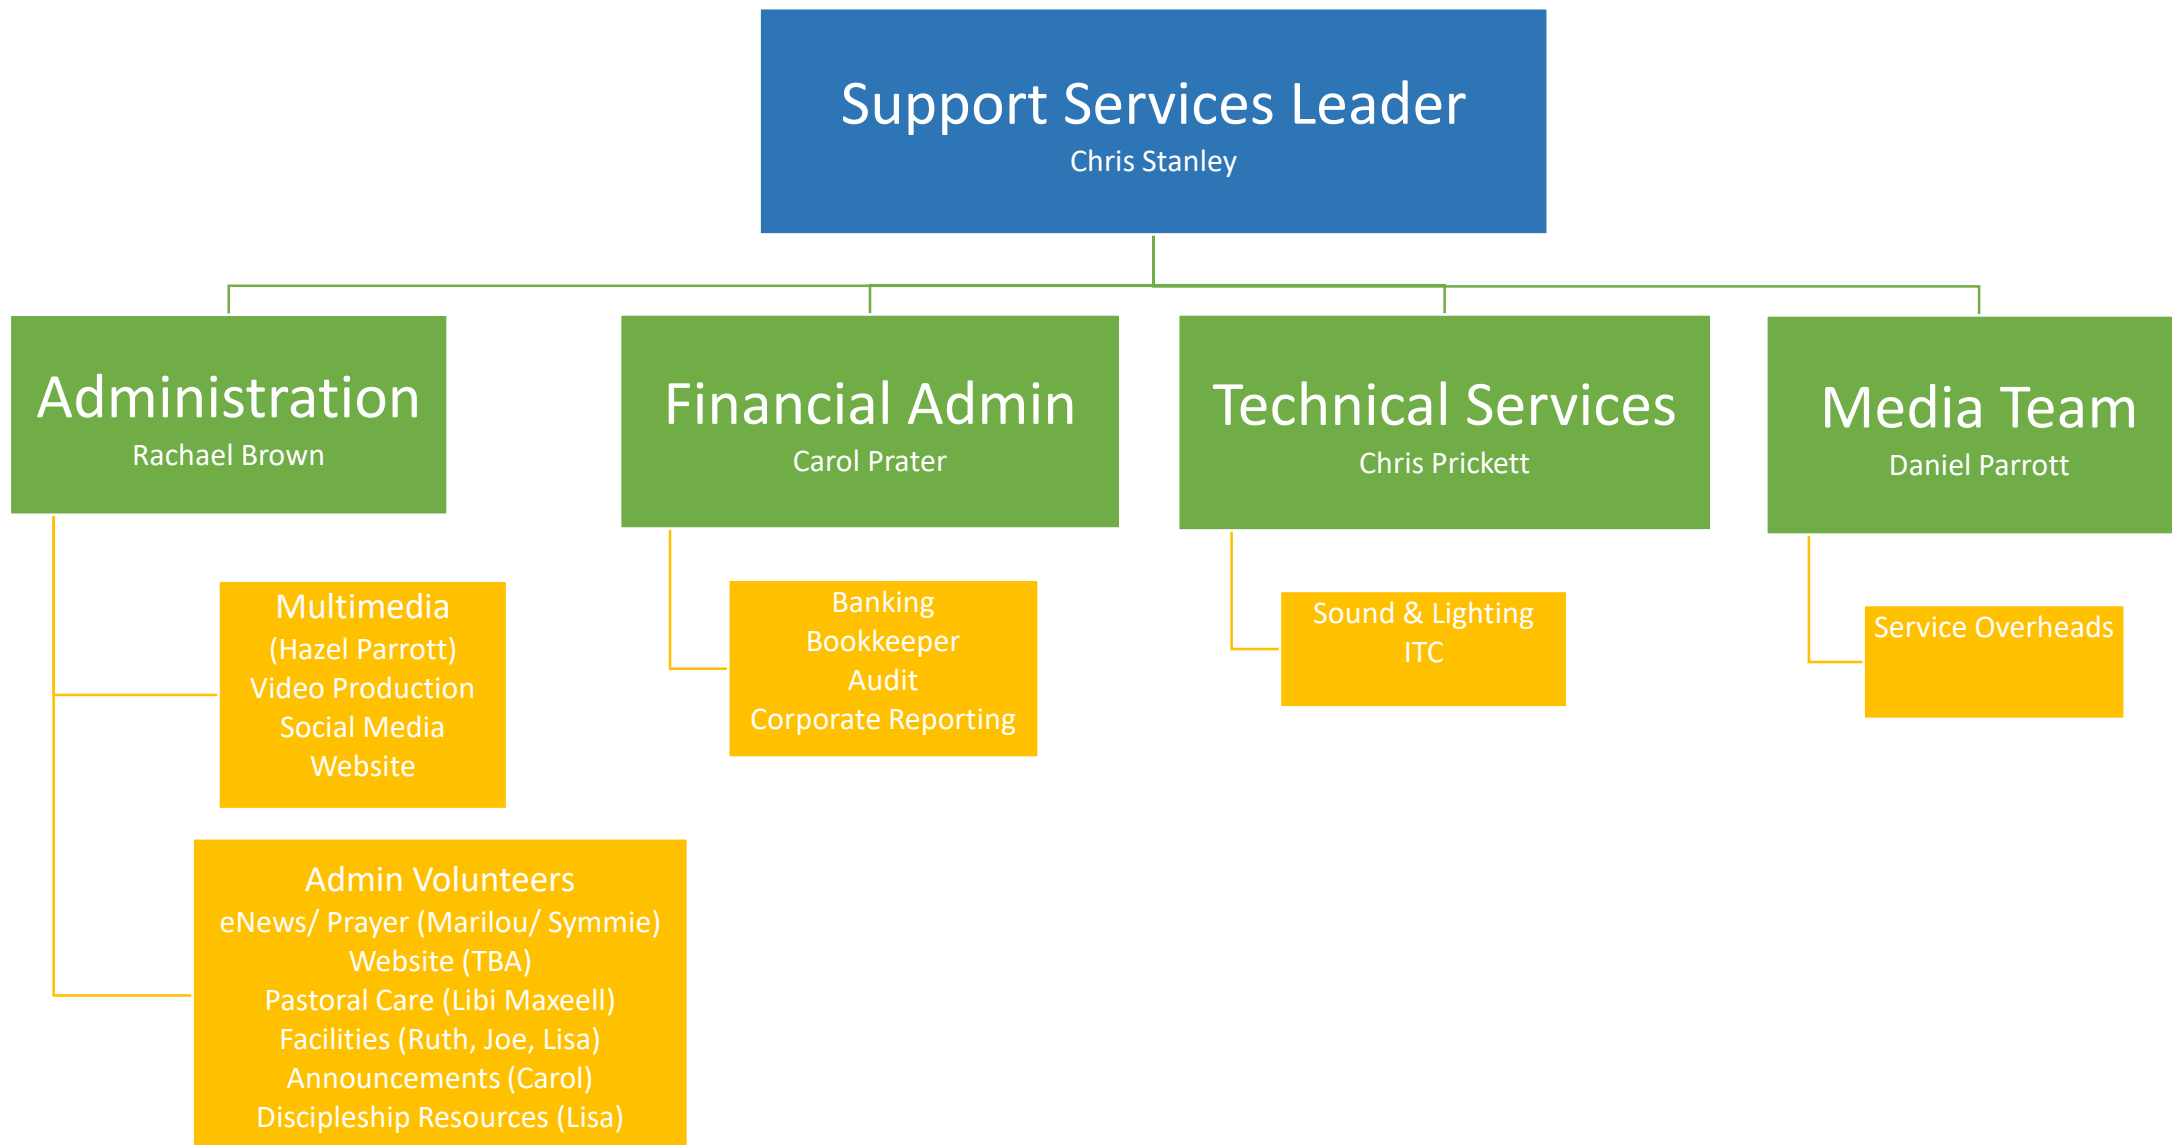 Support Services Leader
Chris Stanley
Administration
Rachael Brown
Financial Admin
Carol Prater
Technical Services
Chris Prickett
Media Team
Daniel Parrott
Multimedia
(Hazel Parrott)
Video Production
Social Media
Website
Banking
Bookkeeper
Audit
Corporate Reporting
Sound & Lighting
ITC
Service Overheads
Admin Volunteers
eNews/ Prayer (Marilou/ Symmie)
Website (TBA)
Pastoral Care (Libi Maxeell)
Facilities (Ruth, Joe, Lisa)
Announcements (Carol)
Discipleship Resources (Lisa)